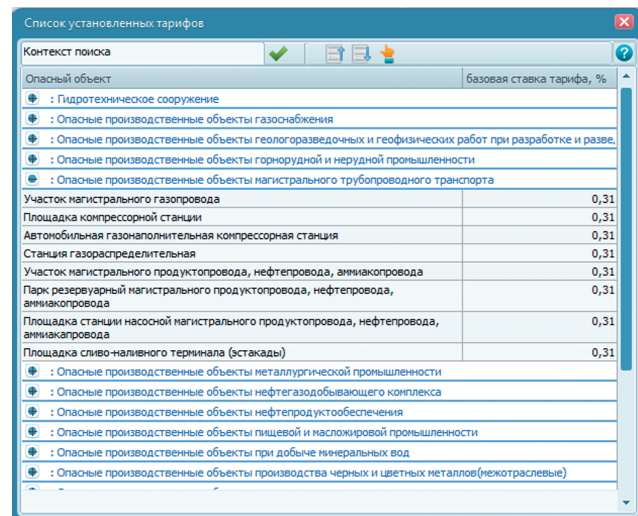 Список установленных тарифов
Контекст поиска
Опасный объект базовая ставка тарифа, %
: Гидротехническое сооружение
: Опасные производственные объекты газоснабжения
: Опасные производственные объекты геологоразведочных и геофизических работ при разработке и разве,
: Опасные производственные объекты горнорудной и нерудной промышленности
: Опасные производственные объекты магистрального трубопроводного транспорта
Участок магистрального газопровода 0,31
Площадка компрессорной станции 0,31
Автомобильная газонаполнительная компрессорная станция 0,31
Станция газораспределительная 0,31
Участок магистрального продуктопровода, нефтепровода, аммиакопровода 0,31
Парк резервуарный магистрального продуктопровода, нефтепровода, 0,31
аммиакопровода
Площадка станции насосной магистрального продуктопровода, нефтепровода, 0,31
аммиакапровода
Площадка сливо-наливного терминала (эстакады) 0,31
: Опасные производственные объекты металлургической промышленности
: Опасные производственные объекты нефтегазодобывающего комплекса
: Опасные производственные объекты нефтепродуктообеспечения
: Опасные производственные объекты пищевой и масложировой промышленности
: Опасные производственные объекты при добыче минеральных вод
: Опасные производственные объекты производства черных и цветных металлов(межотраслевые)